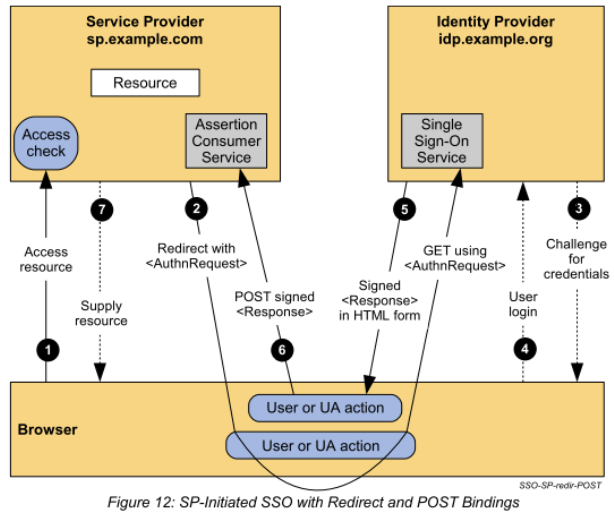 Service Provider
sp.example.com
Resource
Access
check
Assertion
Consumer
Service
Identity Provider
idp.example.org
Single
Sign-On
Service
7
2
5
3
Access
resource
Redirect with
<AuthnRequest>
GET using
<AuthnRequest>
Challenge
for
credentials
Supply
resource
POST signed
<Response>
Signed
<Response>
in HTML form
User
login
1
6
4
Browser
User or UA action
User or UA action
SSO-SP-redir-POST
Figure 12: SP-Initiated SSO with Redirect and POST Bindings